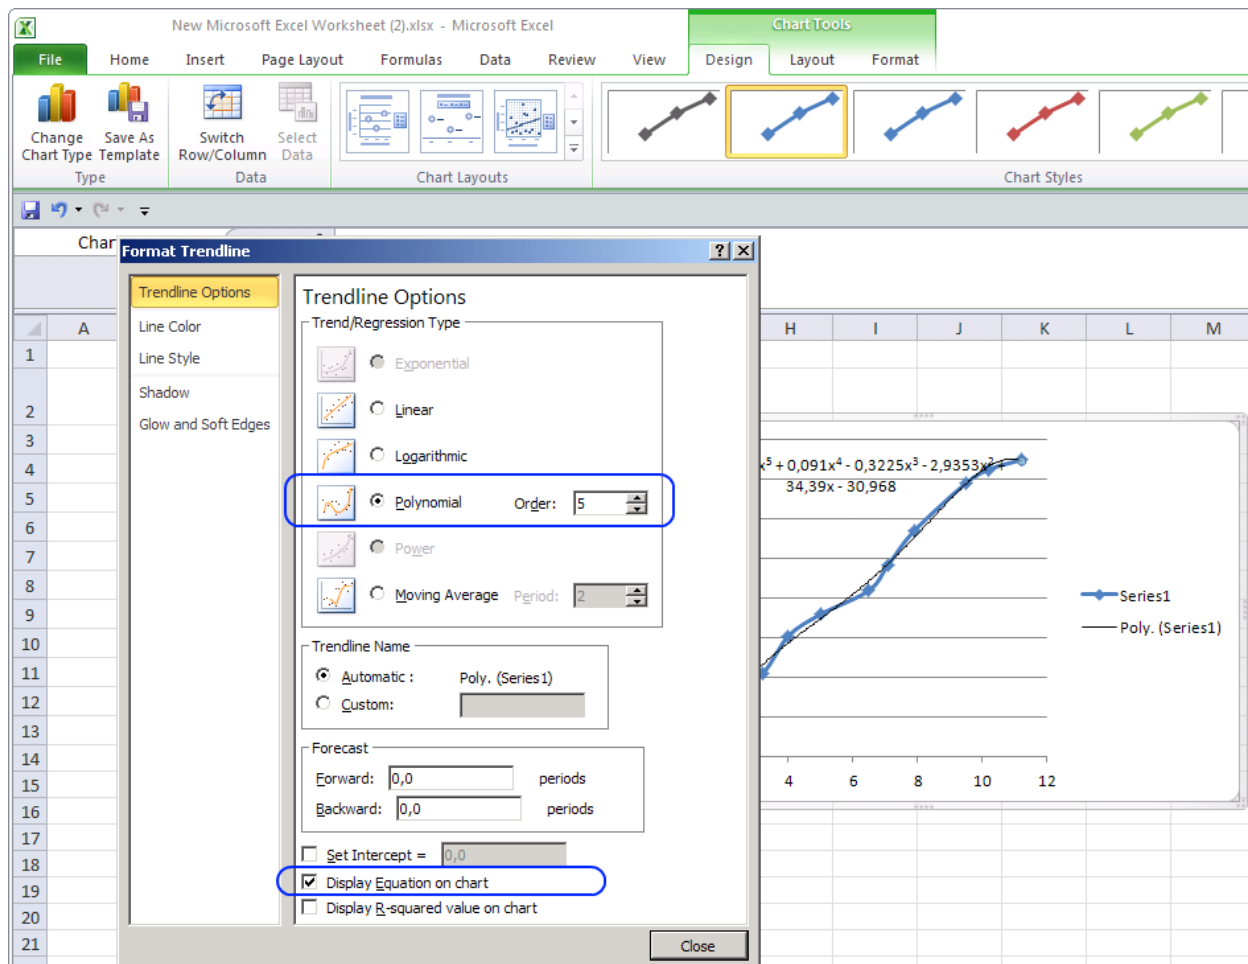 New Microsoft Excel Worksheet (2).xlsx - Microsoft Excel
Chart Tools
File Home Insert Page Layout Formulas Data Review View Design Layout Format
Change Chart Type
Save As Template
Switch Row/Column
Select Data
Type Data Chart Layouts Chart Styles
Char
Format Trendline
Trendline Options
Line Color
Line Style
Shadow
Glow and Soft Edges
Trendline Options
Trend/Regression Type
Exponential
Linear
Logarithmic
Polynomial Order: 5
Power
Moving Average Period: 2
Trendline Name
Automatic : Poly. (Series1)
Custom:
Forecast
Forward: 0,0 periods
Backward: 0,0 periods
Set Intercept = 0,0
Display Equation on chart
Display R-squared value on chart
Close
A H I J K L M
1
2
3
4
5
6
7
8
9
10
11
12
13
14
15
16
17
18
19
20
21
x⁵ + 0,091x⁴ - 0,3225x³ - 2,9353x² +
34,39x - 30,968
Series1
Poly. (Series1)
4 6 8 10 12